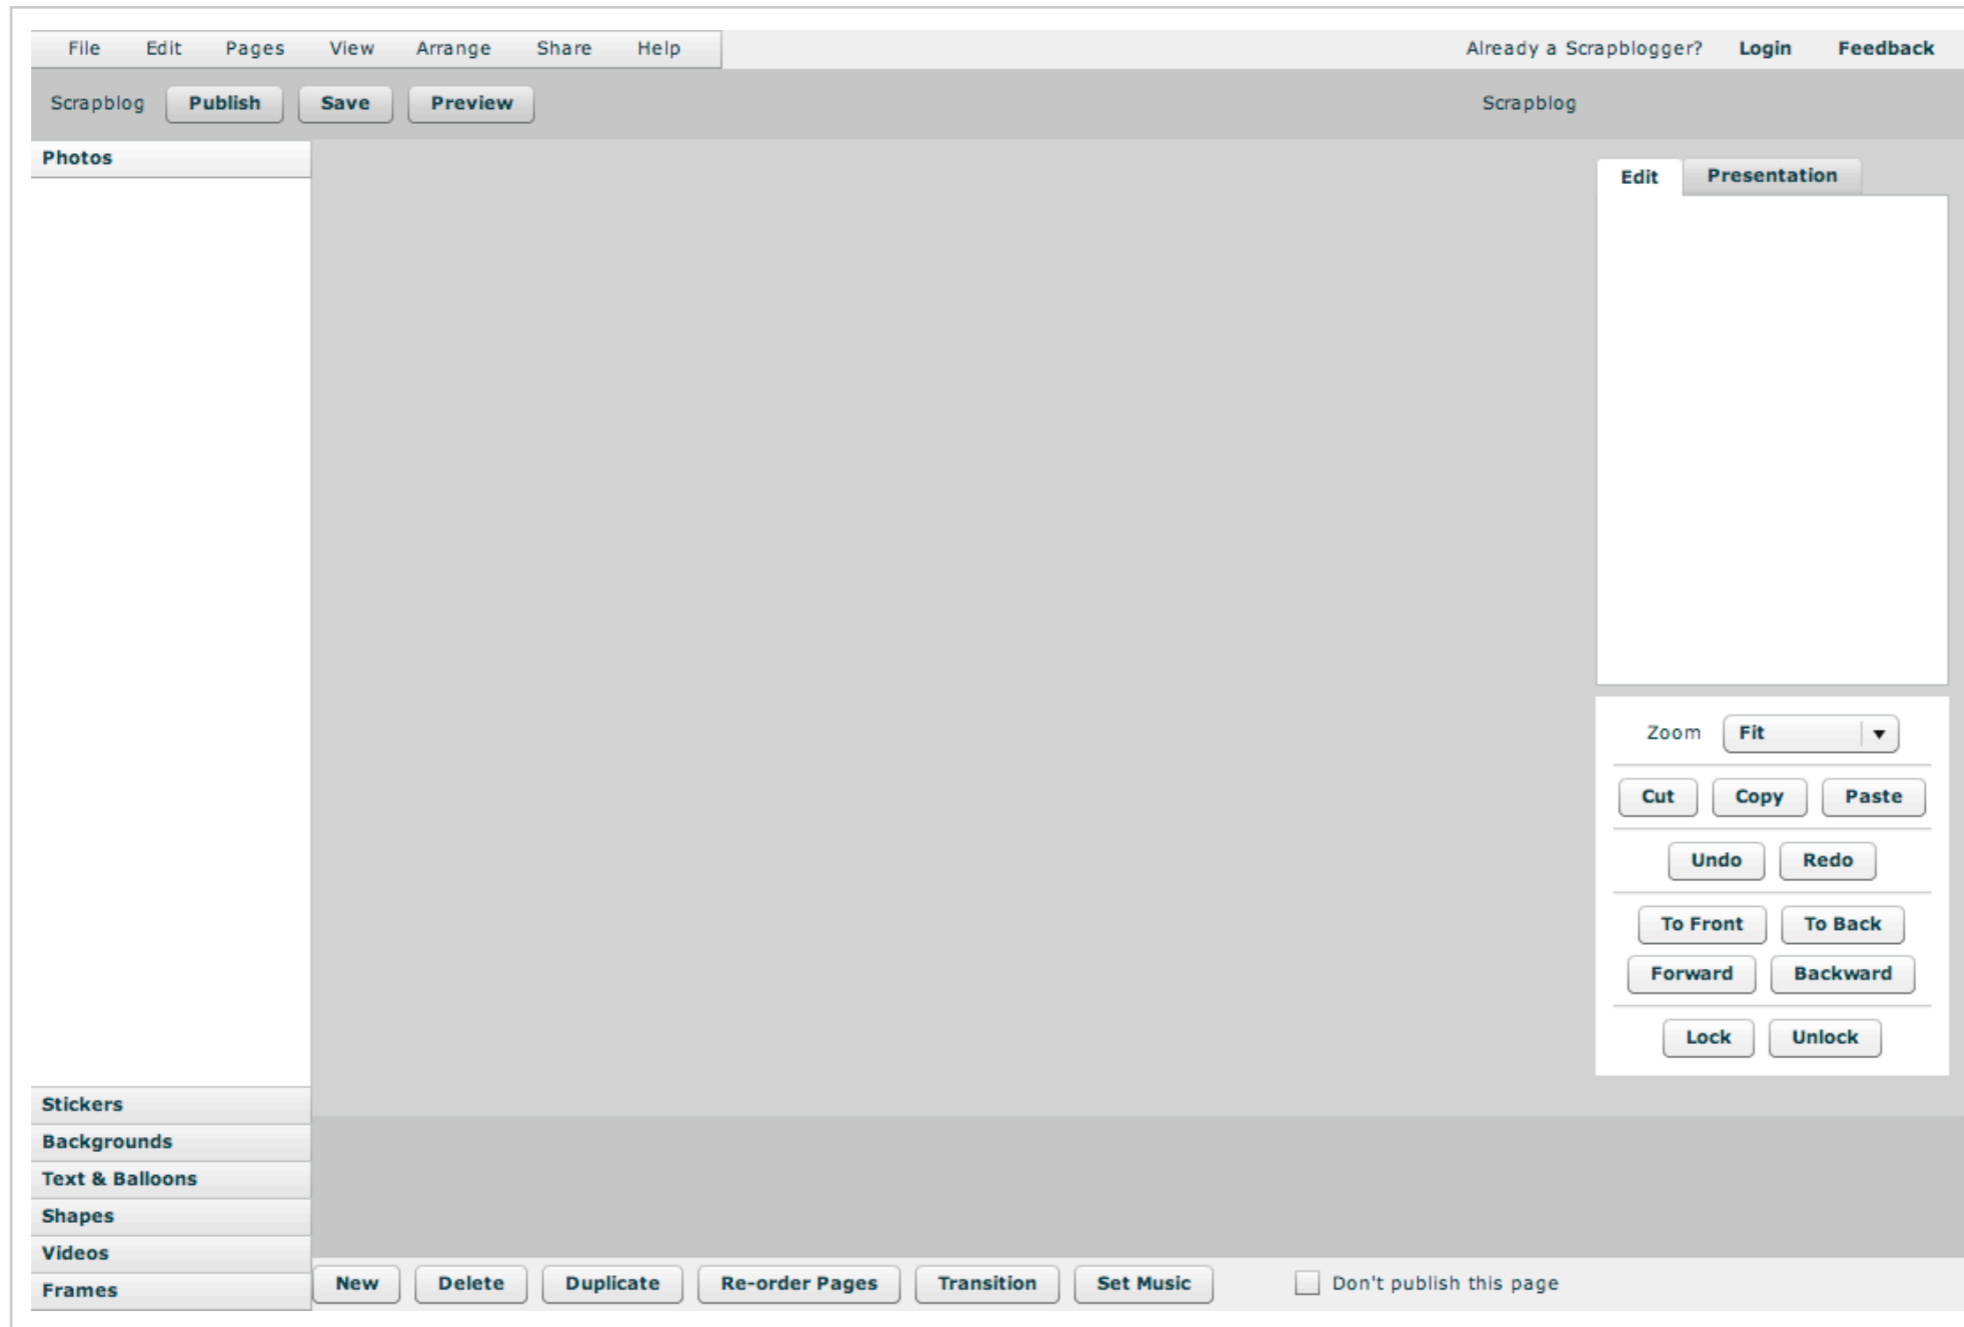 File Edit Pages View Arrange Share Help Already a Scrapblogger? Login Feedback
Scrapblog Publish Save Preview Scrapblog
Photos
Edit Presentation
Zoom Fit
Cut Copy Paste
Undo Redo
To Front To Back
Forward Backward
Lock Unlock
Stickers
Backgrounds
Text & Balloons
Shapes
Videos
Frames
New Delete Duplicate Re-order Pages Transition Set Music Don't publish this page